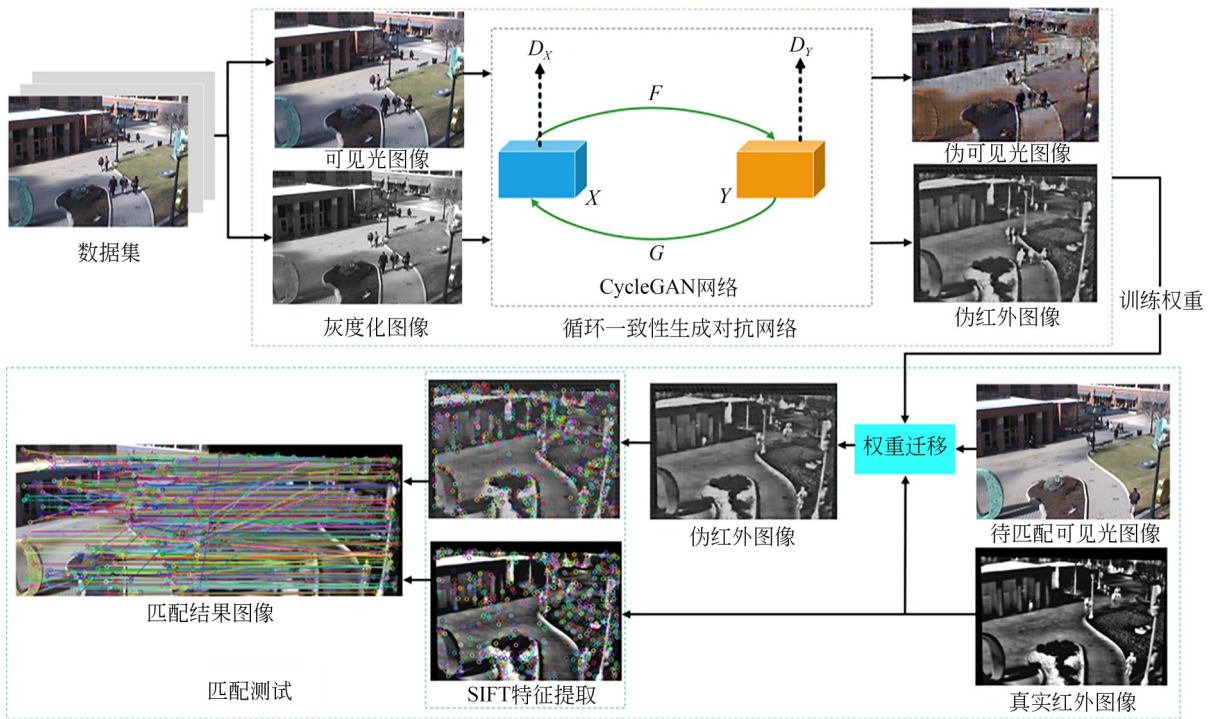 D_X
D_Y
F
可见光图像
伪可见光图像
X
Y
数据集
G
CycleGAN网络
灰度化图像
循环一致性生成对抗网络
伪红外图像
训练权重
权重迁移
伪红外图像
待匹配可见光图像
匹配结果图像
匹配测试
SIFT特征提取
真实红外图像